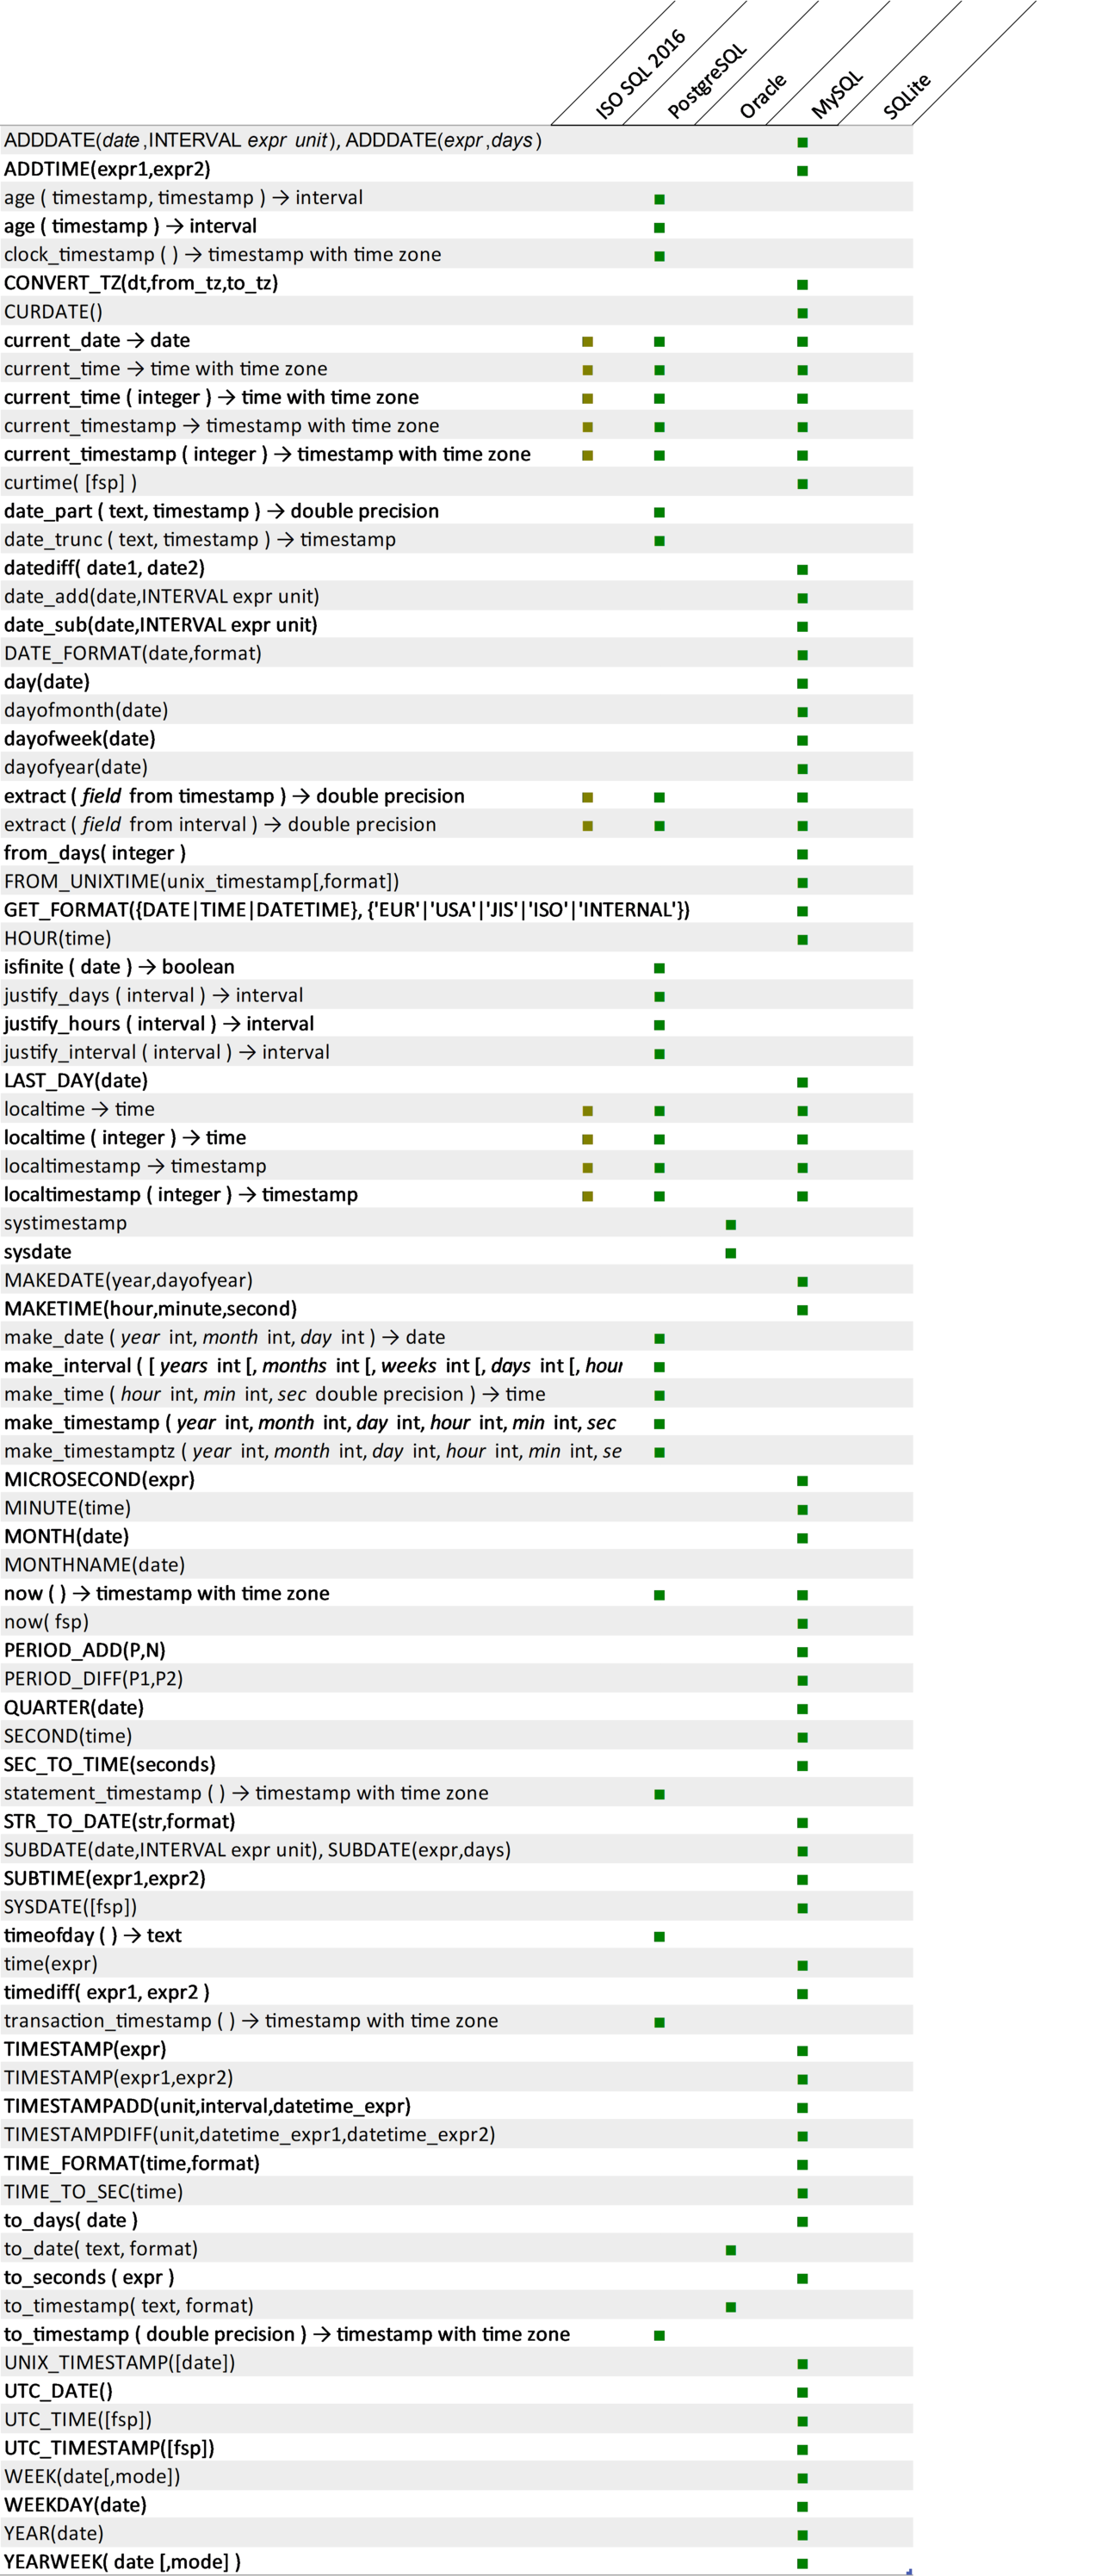 ISO SQL 2016
PostgreSQL
Oracle
MySQL
SQLite
ADDDATE(date,INTERVAL expr unit), ADDDATE(expr,days)
ADDTIME(expr1,expr2)
age ( timestamp, timestamp ) → interval
age ( timestamp ) → interval
clock_timestamp ( ) → timestamp with time zone
CONVERT_TZ(dt,from_tz,to_tz)
CURDATE()
current_date → date
current_time → time with time zone
current_time ( integer ) → time with time zone
current_timestamp → timestamp with time zone
current_timestamp ( integer ) → timestamp with time zone
curtime( [fsp] )
date_part ( text, timestamp ) → double precision
date_trunc ( text, timestamp ) → timestamp
datediff( date1, date2)
date_add(date,INTERVAL expr unit)
date_sub(date,INTERVAL expr unit)
DATE_FORMAT(date,format)
day(date)
dayofmonth(date)
dayofweek(date)
dayofyear(date)
extract ( field from timestamp ) → double precision
extract ( field from interval ) → double precision
from_days( integer )
FROM_UNIXTIME(unix_timestamp[,format])
GET_FORMAT({DATE|TIME|DATETIME}, {'EUR'|'USA'|'JIS'|'ISO'|'INTERNAL'})
HOUR(time)
isfinite ( date ) → boolean
justify_days ( interval ) → interval
justify_hours ( interval ) → interval
justify_interval ( interval ) → interval
LAST_DAY(date)
localtime → time
localtime ( integer ) → time
localtimestamp → timestamp
localtimestamp ( integer ) → timestamp
systimestamp
sysdate
MAKEDATE(year,dayofyear)
MAKETIME(hour,minute,second)
make_date ( year int, month int, day int ) → date
make_interval ( [ years int [, months int [, weeks int [, days int [, hour
make_time ( hour int, min int, sec double precision ) → time
make_timestamp ( year int, month int, day int, hour int, min int, sec
make_timestamptz ( year int, month int, day int, hour int, min int, se
MICROSECOND(expr)
MINUTE(time)
MONTH(date)
MONTHNAME(date)
now ( ) → timestamp with time zone
now( fsp)
PERIOD_ADD(P,N)
PERIOD_DIFF(P1,P2)
QUARTER(date)
SECOND(time)
SEC_TO_TIME(seconds)
statement_timestamp ( ) → timestamp with time zone
STR_TO_DATE(str,format)
SUBDATE(date,INTERVAL expr unit), SUBDATE(expr,days)
SUBTIME(expr1,expr2)
SYSDATE([fsp])
timeofday ( ) → text
time(expr)
timediff( expr1, expr2 )
transaction_timestamp ( ) → timestamp with time zone
TIMESTAMP(expr)
TIMESTAMP(expr1,expr2)
TIMESTAMPADD(unit,interval,datetime_expr)
TIMESTAMPDIFF(unit,datetime_expr1,datetime_expr2)
TIME_FORMAT(time,format)
TIME_TO_SEC(time)
to_days( date )
to_date( text, format)
to_seconds ( expr )
to_timestamp( text, format)
to_timestamp ( double precision ) → timestamp with time zone
UNIX_TIMESTAMP([date])
UTC_DATE()
UTC_TIME([fsp])
UTC_TIMESTAMP([fsp])
WEEK(date[,mode])
WEEKDAY(date)
YEAR(date)
YEARWEEK( date [,mode] )